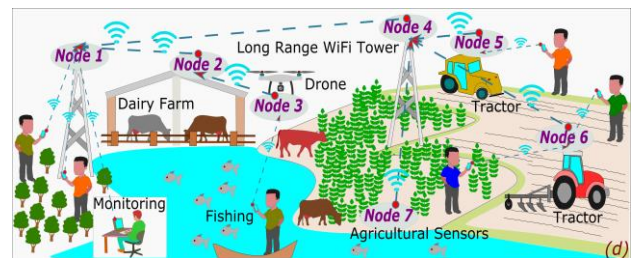 Node 1
Node 4
Node 5
Long Range WiFi Tower
Node 2
Drone
Dairy Farm
Node 3
Tractor
Node 6
Monitoring
Fishing
Node 7
Tractor
Agricultural Sensors
(d)